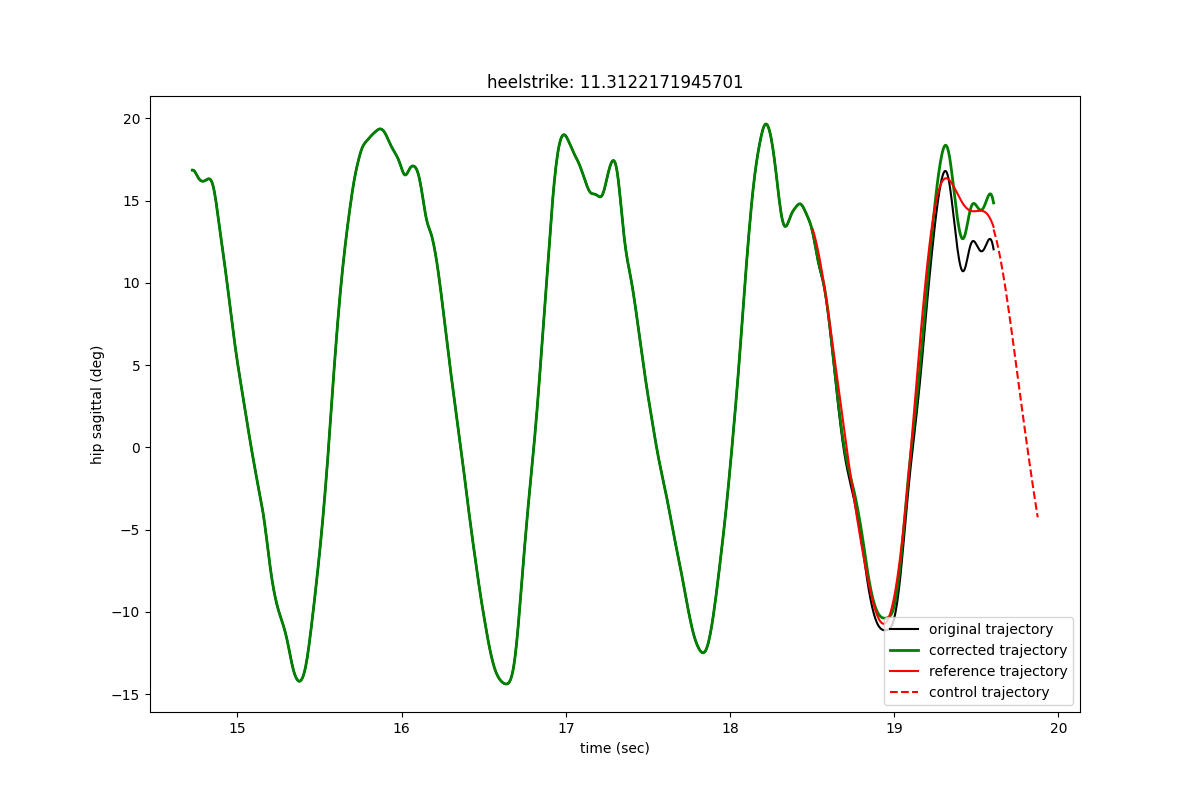 heelstrike: 11.3122171945701
20
15
10
5
0
−5
−10
−15
hip sagittal (deg)
15
16
17
18
19
20
time (sec)
original trajectory
corrected trajectory
reference trajectory
control trajectory